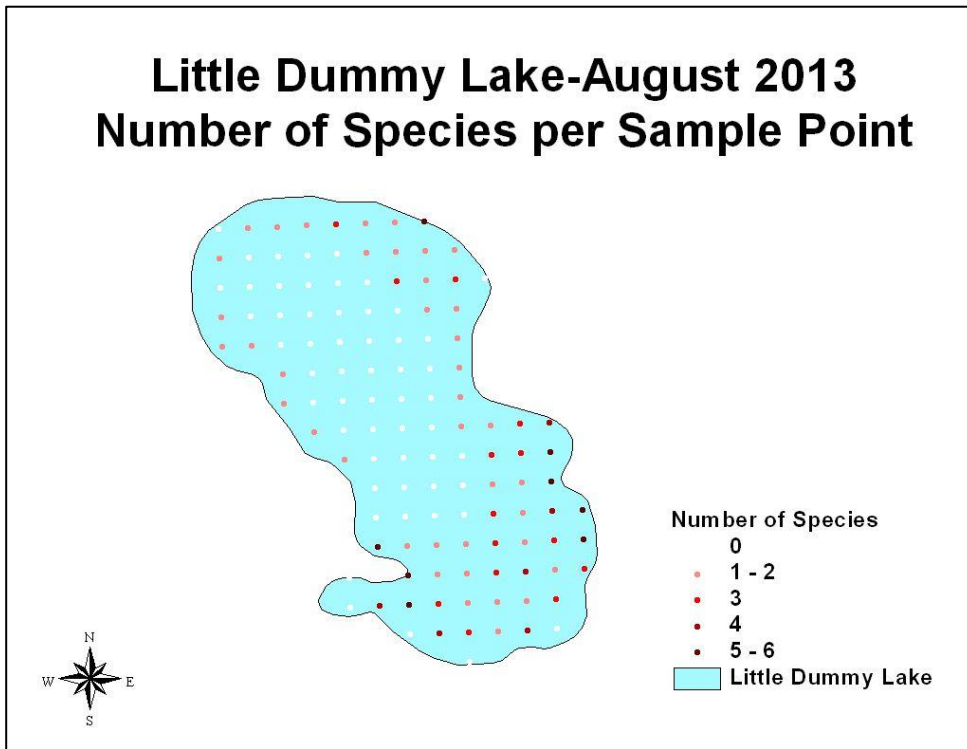 Little Dummy Lake-August 2013
Number of Species per Sample Point
Number of Species
0
1 - 2
3
4
5 - 6
Little Dummy Lake
N
W E
S